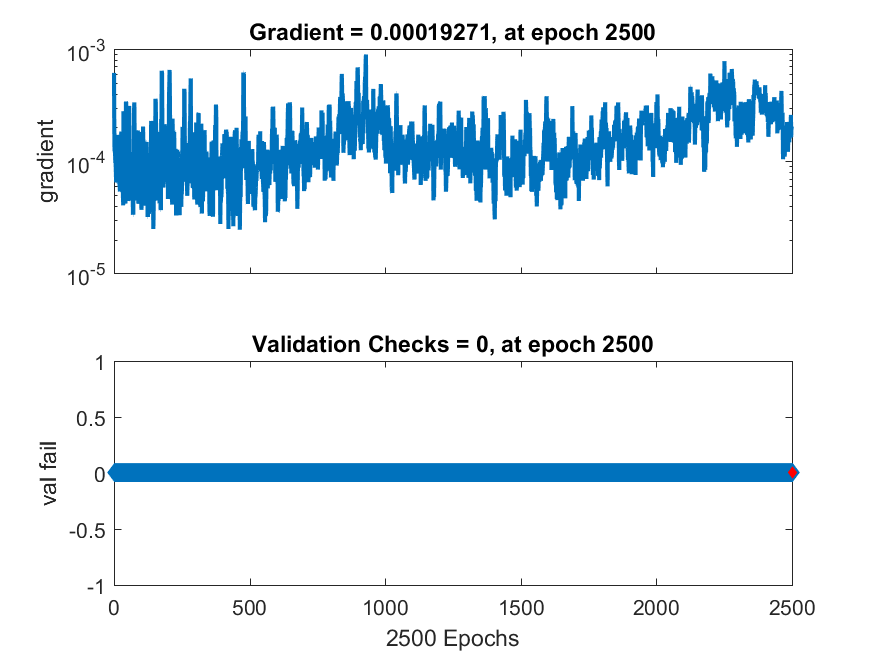 Gradient = 0.00019271, at epoch 2500
10^-3
10^-4
10^-5
gradient
Validation Checks = 0, at epoch 2500
1
0.5
0
-0.5
-1
val fail
0 500 1000 1500 2000 2500
2500 Epochs